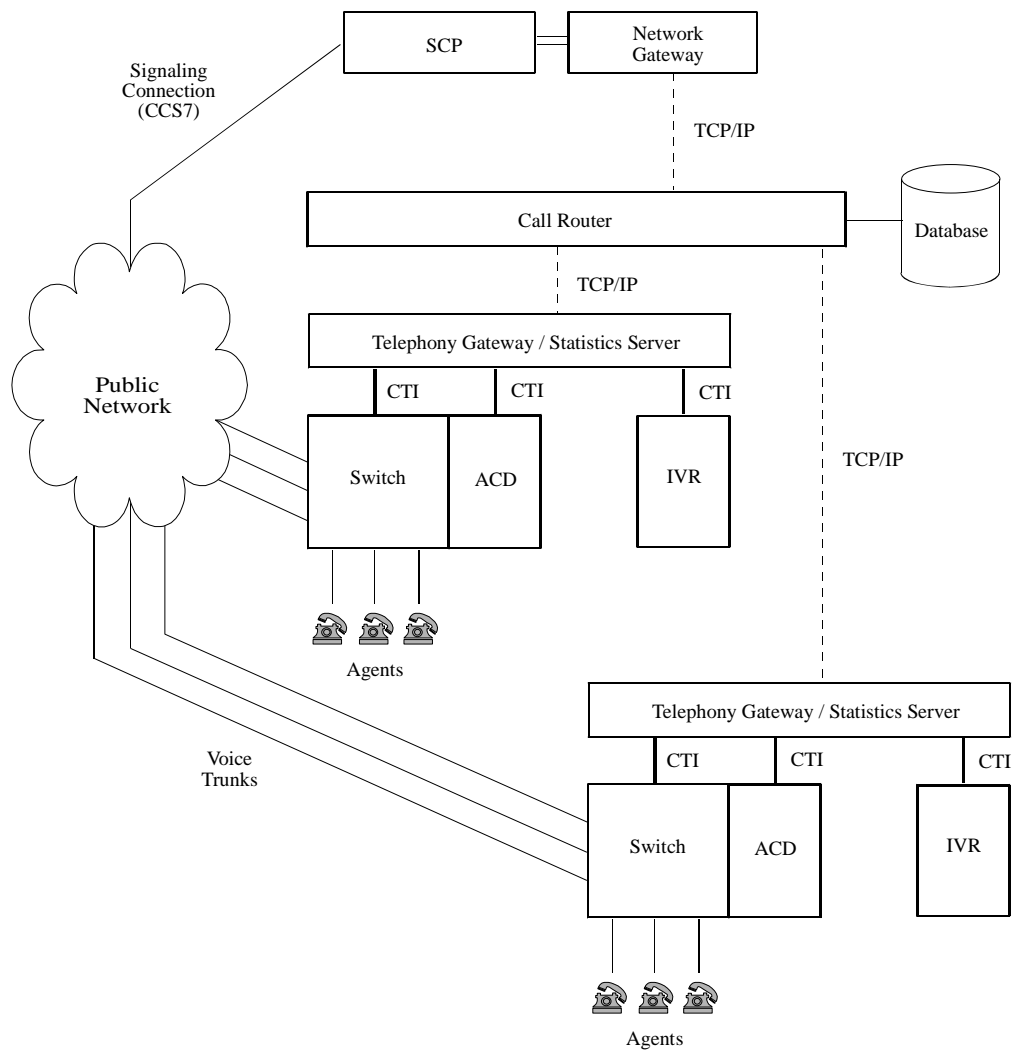 SCP
Network
Gateway
Signaling
Connection
(CCS7)
TCP/IP
Call Router
Database
TCP/IP
Telephony Gateway / Statistics Server
CTI
CTI
CTI
Public
Network
Switch
ACD
IVR
TCP/IP
Agents
Telephony Gateway / Statistics Server
CTI
CTI
CTI
Voice
Trunks
Switch
ACD
IVR
Agents